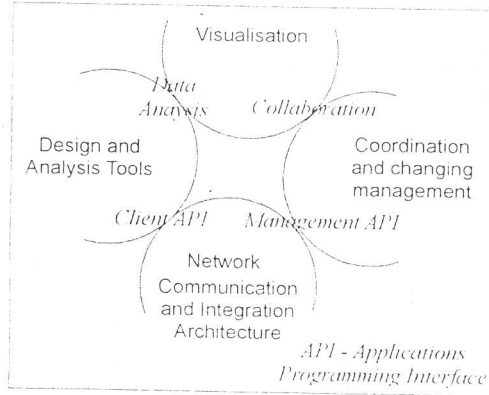 Visualisation
Data
Anaysis
Collaboration
Design and
Analysis Tools
Coordination
and changing
management
Client API
Management API
Network
Communication
and Integration
Architecture
API - Applications
Programming Interface